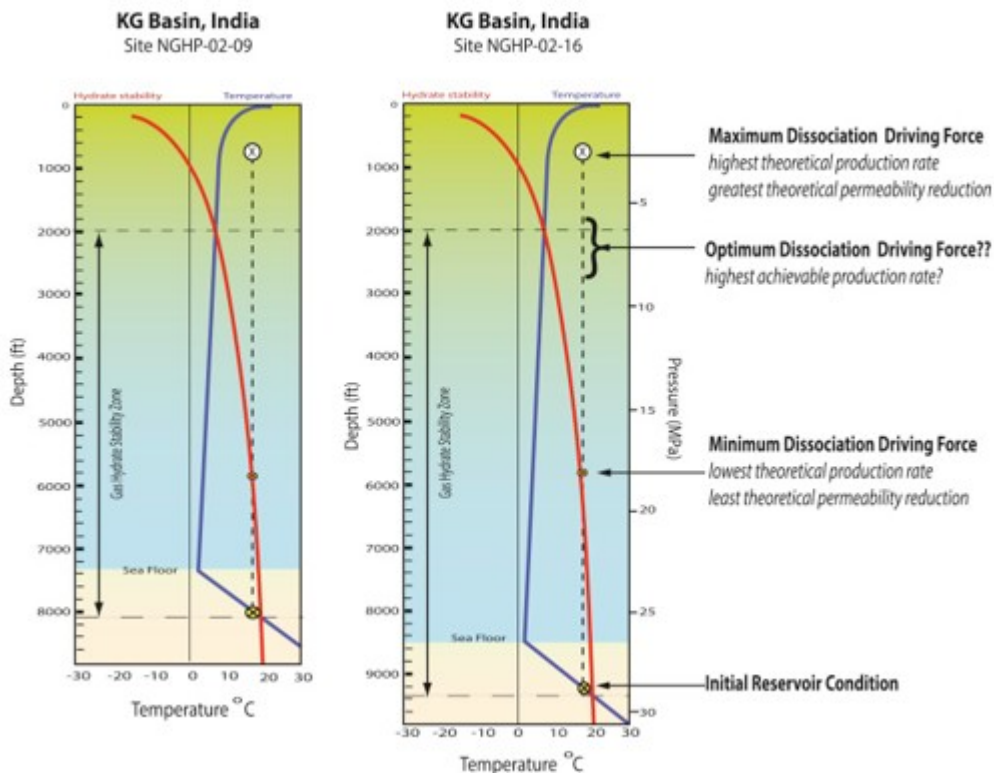 KG Basin, India
Site NGHP-02-09
Hydrate stability
Temperature
0
1000
2000
3000
4000
5000
6000
7000
8000
Depth (ft)
Gas Hydrate Stability Zone
Sea Floor
-30 -20 -10 0 10 20 30
Temperature °C
KG Basin, India
Site NGHP-02-16
Hydrate stability
Temperature
0
1000
2000
3000
4000
5000
6000
7000
8000
9000
Depth (ft)
Gas Hydrate Stability Zone
Sea Floor
X
X
5
10
15
20
25
30
Pressure (MPa)
-30 -20 -10 0 10 20 30
Temperature °C
Maximum Dissociation Driving Force
highest theoretical production rate
greatest theoretical permeability reduction
Optimum Dissociation Driving Force??
highest achievable production rate?
Minimum Dissociation Driving Force
lowest theoretical production rate
least theoretical permeability reduction
Initial Reservoir Condition